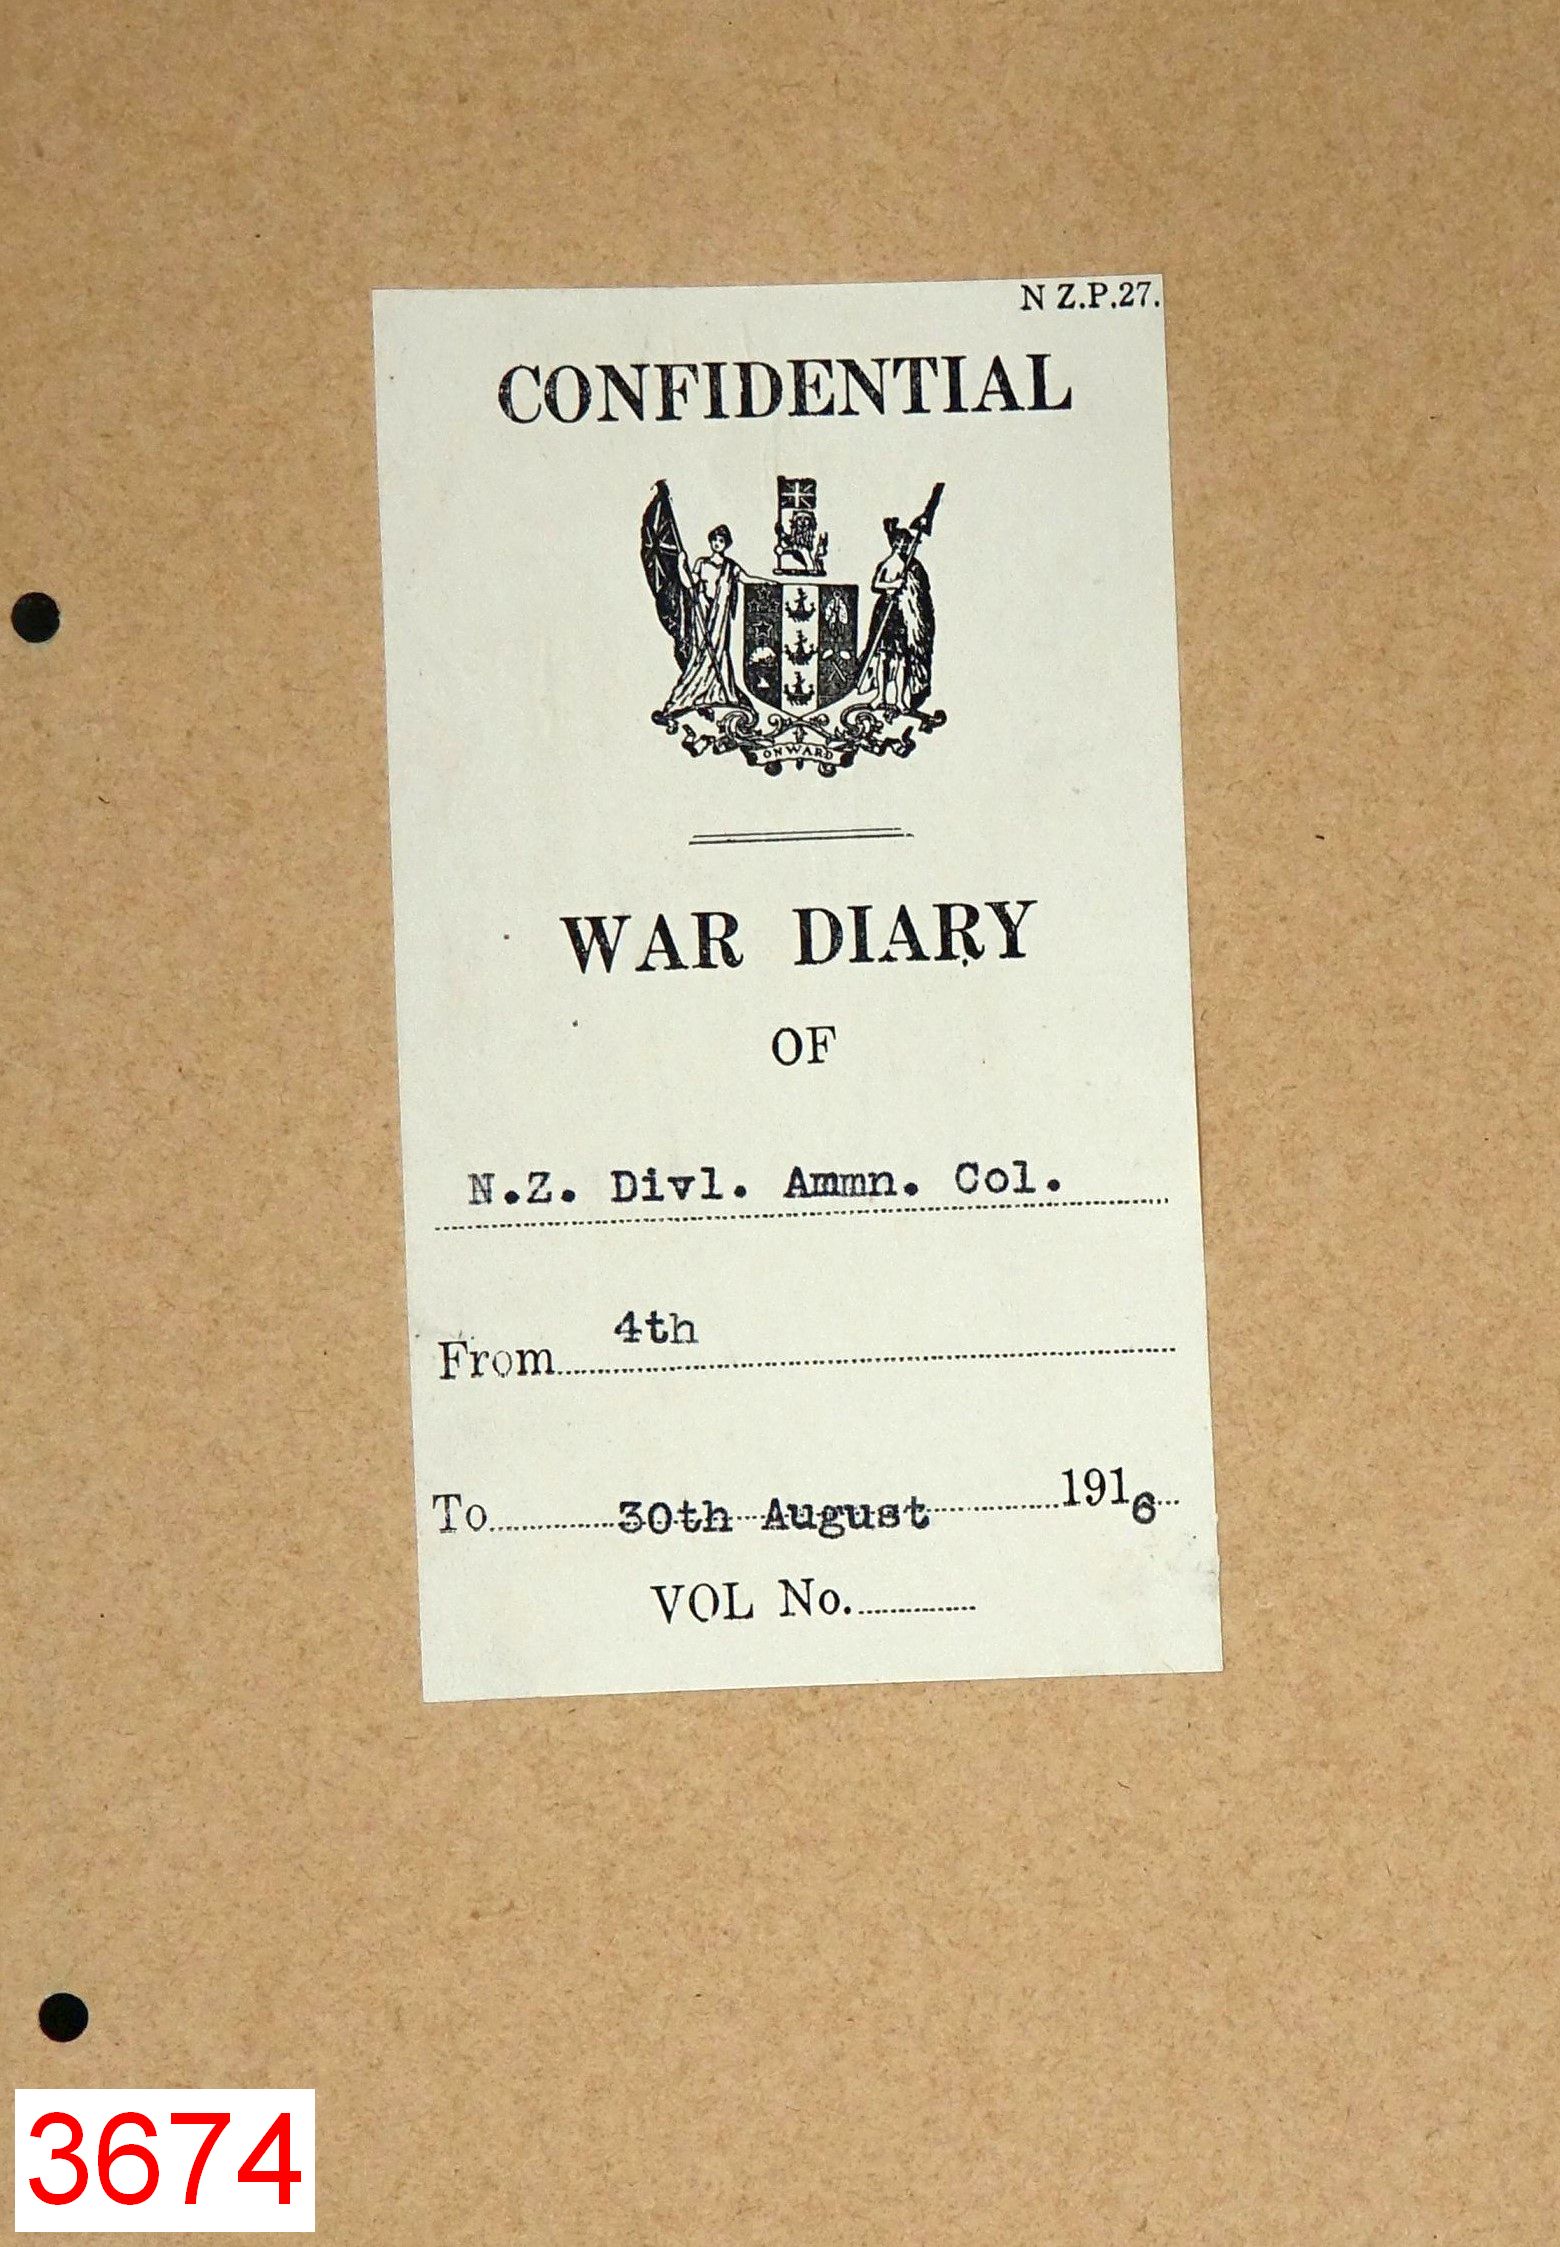 N Z.P.27.
CONFIDENTIAL
ONWARD
WAR DIARY
OF
N.Z. Divl. Ammn. Col.
From 4th
To 30th August 1916
VOL No.
3674